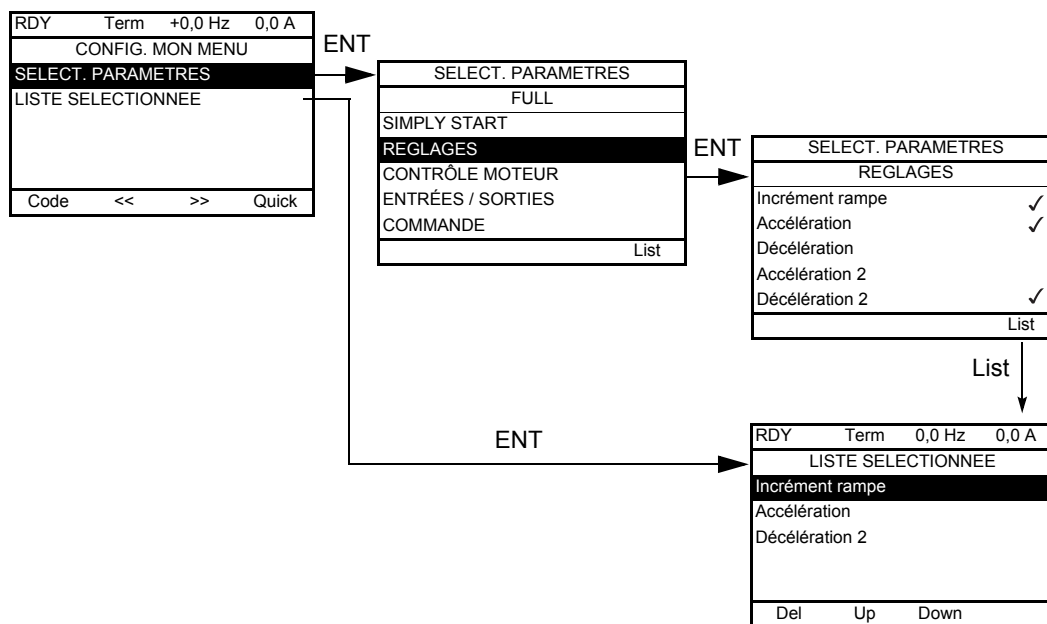 RDY Term +0,0 Hz 0,0 A
CONFIG. MON MENU
SELECT. PARAMETRES
LISTE SELECTIONNEE
Code << >> Quick
ENT
SELECT. PARAMETRES
FULL
SIMPLY START
REGLAGES
CONTRÔLE MOTEUR
ENTRÉES / SORTIES
COMMANDE
List
ENT
SELECT. PARAMETRES
REGLAGES
Incrément rampe ✓
Accélération ✓
Décélération
Accélération 2
Décélération 2 ✓
List
List
ENT
RDY Term 0,0 Hz 0,0 A
LISTE SELECTIONNEE
Incrément rampe
Accélération
Décélération 2
Del Up Down